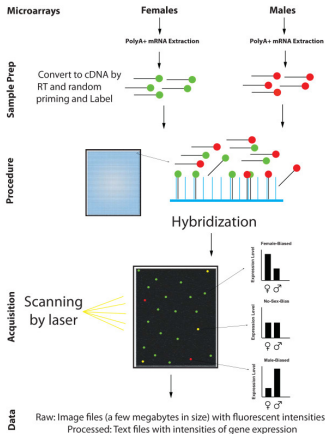 Microarrays
Females
Males
Sample Prep
PolyA+ mRNA Extraction
PolyA+ mRNA Extraction
Convert to cDNA by
RT and random
priming and Label
Procedure
Hybridization
Acquisition
Scanning
by laser
Female-Biased
Expression Level
♀ ♂
No-Sex-Bias
Expression Level
♀ ♂
Male-Biased
Expression Level
♀ ♂
Data
Raw: Image files (a few megabytes in size) with fluorescent intensities
Processed: Text files with intensities of gene expression